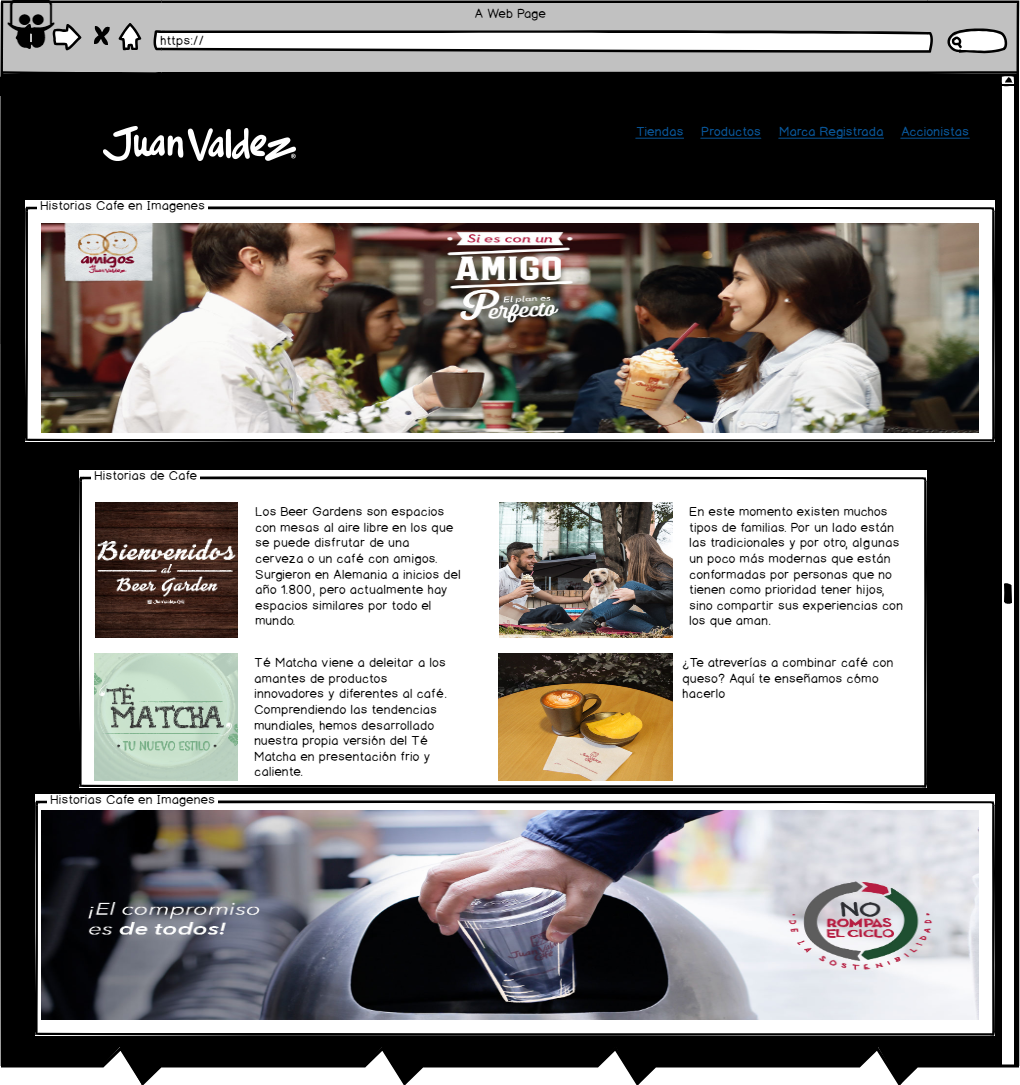 A Web Page
https://
Juan Valdez®
Tiendas Productos Marca Registrada Accionistas
Historias Cafe en Imagenes
amigos
Juan Valdez
Si es con un
AMIGO
El plan es
Perfecto
Historias de Cafe
Bienvenidos
al
Beer Garden
Los Beer Gardens son espacios
con mesas al aire libre en los que
se puede disfrutar de una
cerveza o un café con amigos.
Surgieron en Alemania a inicios del
año 1.800, pero actualmente hay
espacios similares por todo el
mundo.
En este momento existen muchos
tipos de familias. Por un lado están
las tradicionales y por otro, algunas
un poco más modernas que están
conformadas por personas que no
tienen como prioridad tener hijos,
sino compartir sus experiencias con
los que aman.
TÉ
MATCHA
• TU NUEVO ESTILO •
Té Matcha viene a deleitar a los
amantes de productos
innovadores y diferentes al café.
Comprendiendo las tendencias
mundiales, hemos desarrollado
nuestra propia versión del Té
Matcha en presentación frio y
caliente.
¿Te atreverías a combinar café con
queso? Aquí te enseñamos cómo
hacerlo
Historias Cafe en Imagenes
¡El compromiso
es de todos!
Juan Valdez
NO
ROMPAS
EL CICLO
DE LA SOSTENIBILIDAD